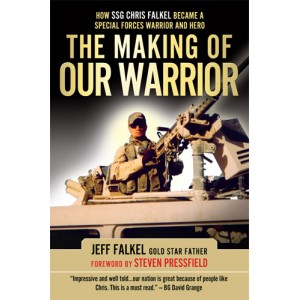 HOW SSG CHRIS FALKEL BECAME A
SPECIAL FORCES WARRIOR AND HERO
THE MAKING OF
OUR WARRIOR
JEFF FALKEL GOLD STAR FATHER
FOREWORD BY STEVEN PRESSFIELD
"Impressive and well told...our nation is great because of people like
Chris. This is a must read." – BG David Grange